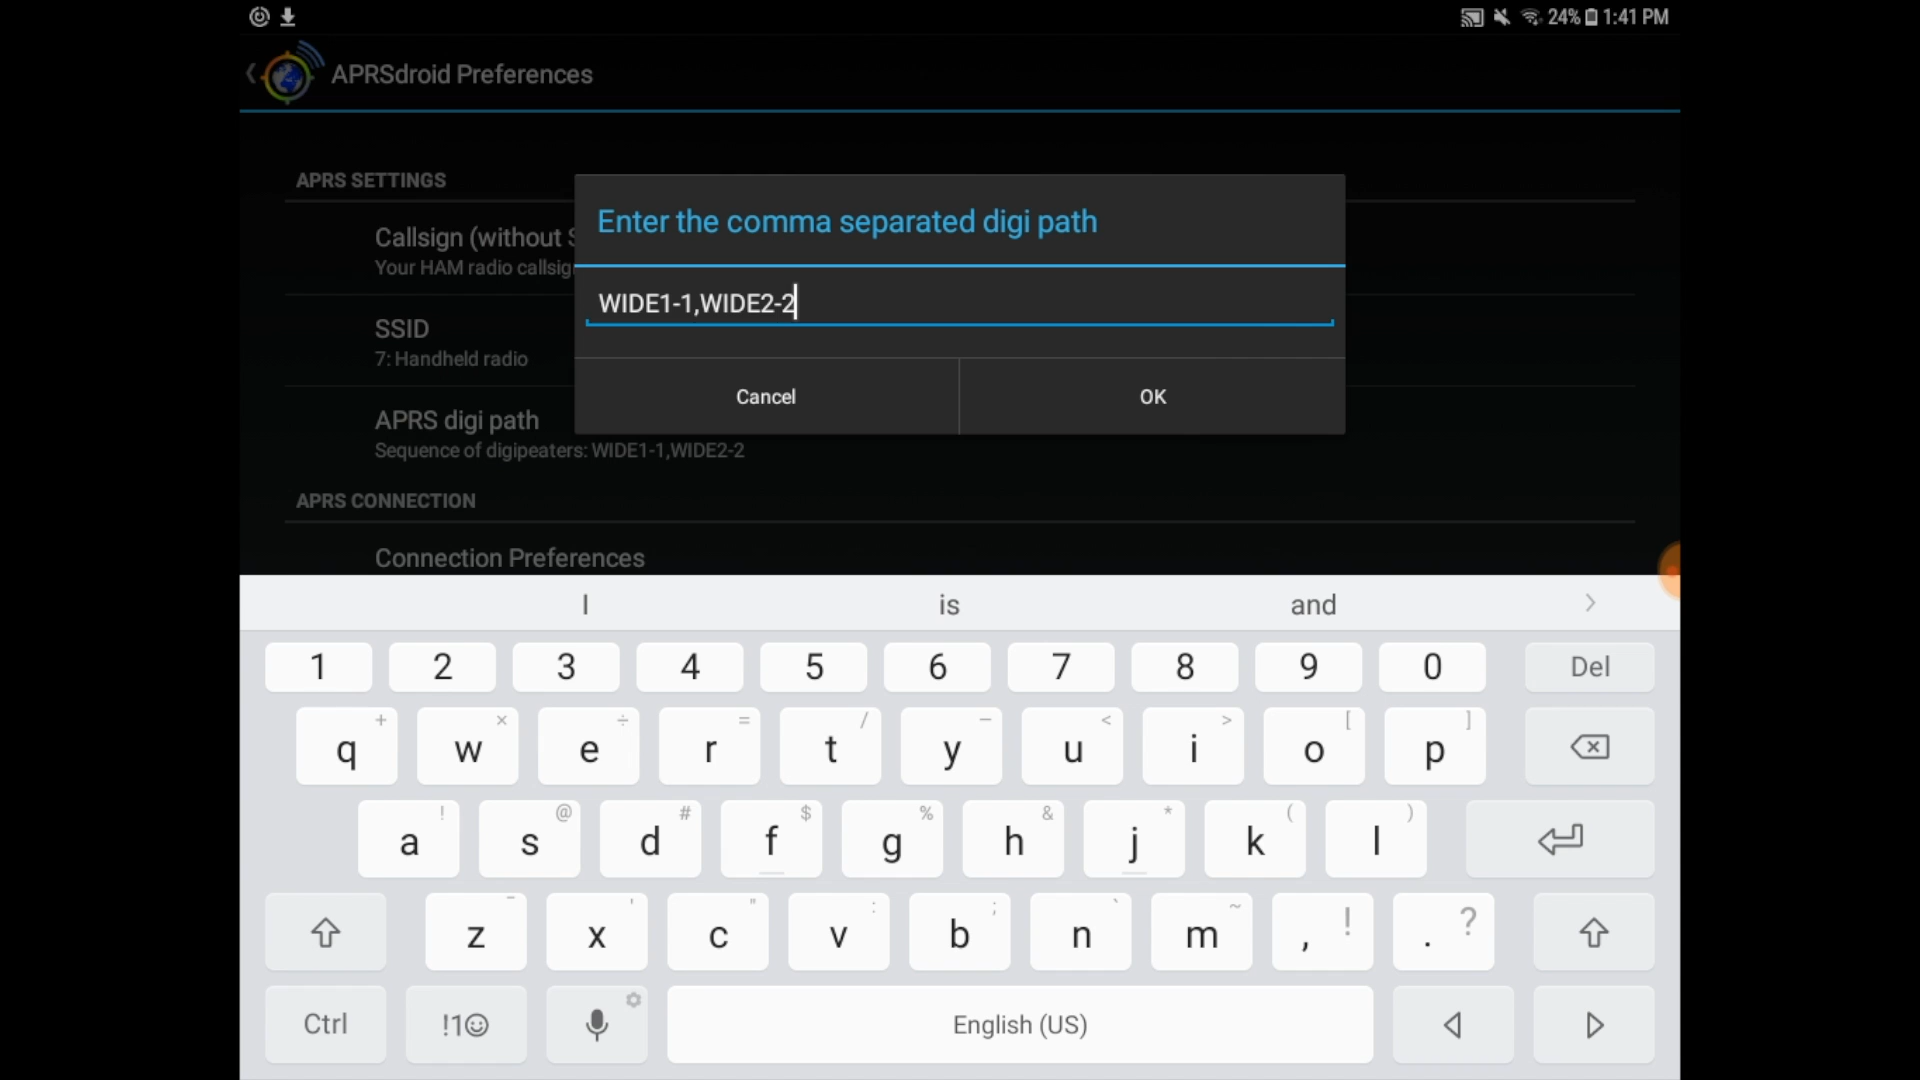 24% 1:41 PM
APRSdroid Preferences
APRS SETTINGS
Callsign (without S
Your HAM radio callsig
SSID
7: Handheld radio
APRS digi path
Sequence of digipeaters: WIDE1-1,WIDE2-2
APRS CONNECTION
Connection Preferences
Enter the comma separated digi path
WIDE1-1,WIDE2-2
Cancel OK
I is and
1 2 3 4 5 6 7 8 9 0 Del
+ × ÷ = / − < > [ ]
q w e r t y u i o p
! @ # $ % & * ( )
a s d f g h j k l
- ' " : ; ` ~ ! ?
z x c v b n m , .
Ctrl !1☺ English (US)